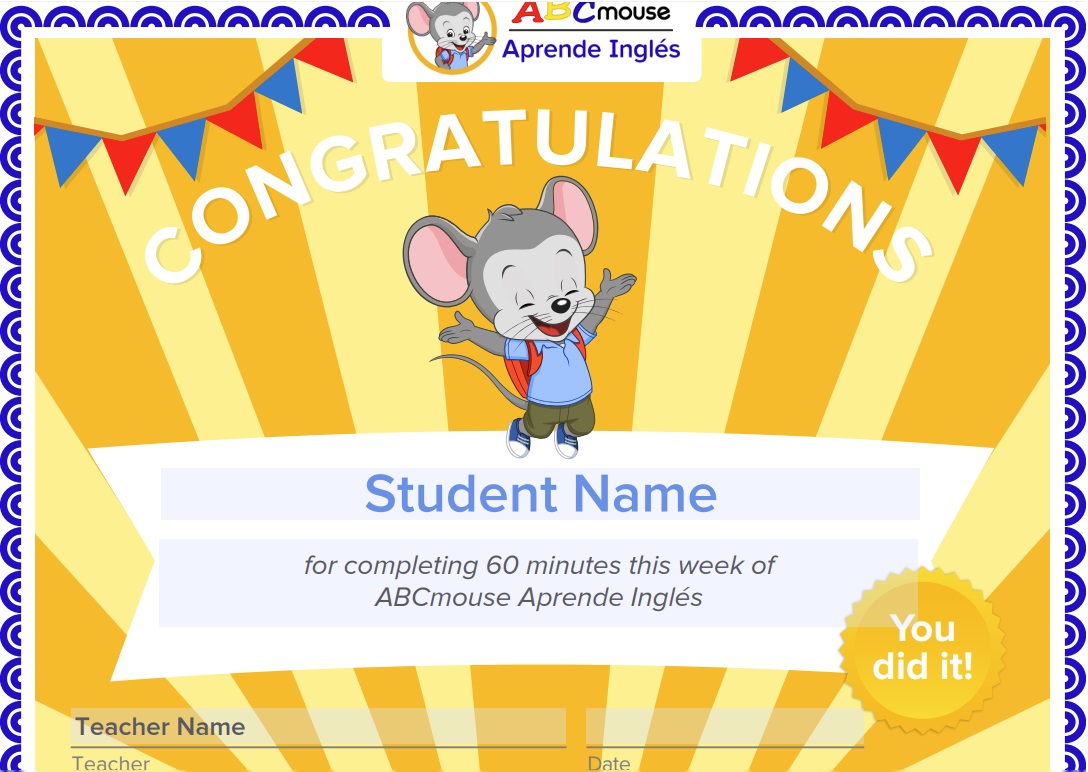 ABCmouse
Aprende Inglés
CONGRATULATIONS
Student Name
for completing 60 minutes this week of
ABCmouse Aprende Inglés
You
did it!
Teacher Name
Teacher
Date